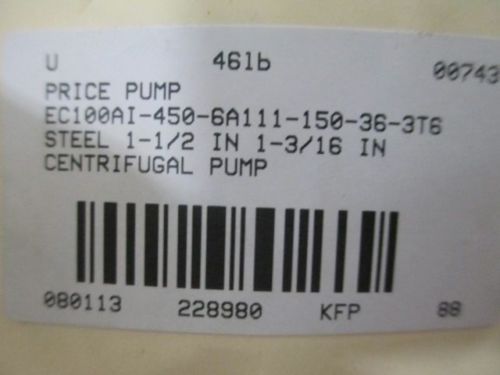 U 46lb 00743
PRICE PUMP
EC100AI-450-6A111-150-36-3T6
STEEL 1-1/2 IN 1-3/16 IN
CENTRIFUGAL PUMP
080113 228980 KFP 88